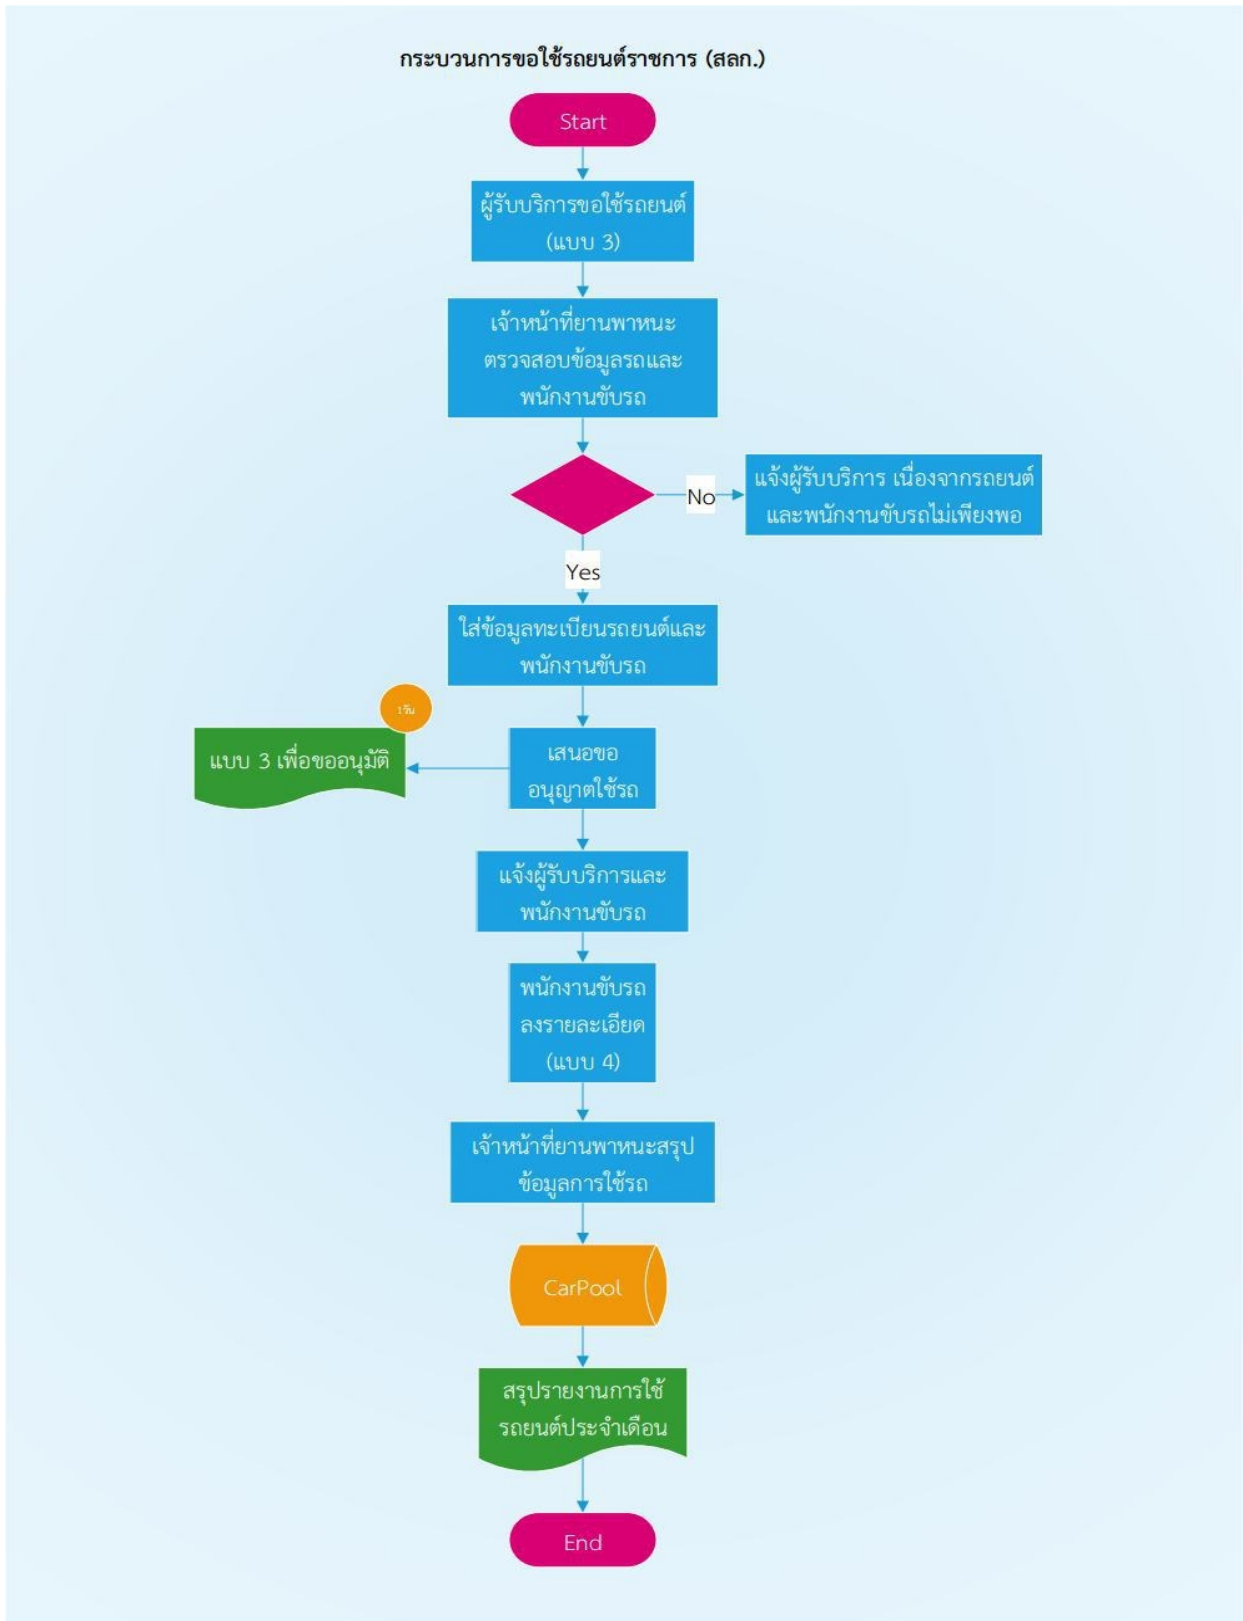 กระบวนการขอใช้รถยนต์ราชการ (สลก.)
Start
ผู้รับบริการขอใช้รถยนต์
(แบบ 3)
เจ้าหน้าที่ยานพาหนะ
ตรวจสอบข้อมูลรถและ
พนักงานขับรถ
No
แจ้งผู้รับบริการ เนื่องจากรถยนต์
และพนักงานขับรถไม่เพียงพอ
Yes
ใส่ข้อมูลทะเบียนรถยนต์และ
พนักงานขับรถ
1วัน
แบบ 3 เพื่อขออนุมัติ
เสนอขอ
อนุญาตใช้รถ
แจ้งผู้รับบริการและ
พนักงานขับรถ
พนักงานขับรถ
ลงรายละเอียด
(แบบ 4)
เจ้าหน้าที่ยานพาหนะสรุป
ข้อมูลการใช้รถ
CarPool
สรุปรายงานการใช้
รถยนต์ประจำเดือน
End